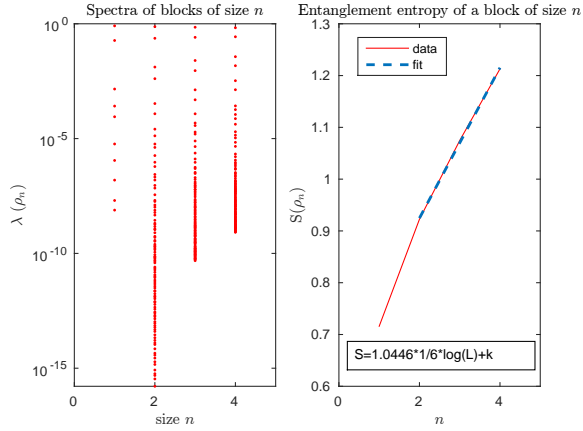 Spectra of blocks of size n
Entanglement entropy of a block of size n
10^0
10^-5
10^-10
10^-15
λ (ρ_n)
0
2
4
size n
1.3
1.2
1.1
1
0.9
0.8
0.7
0.6
S(ρ_n)
data
fit
S=1.0446*1/6*log(L)+k
0
2
4
n